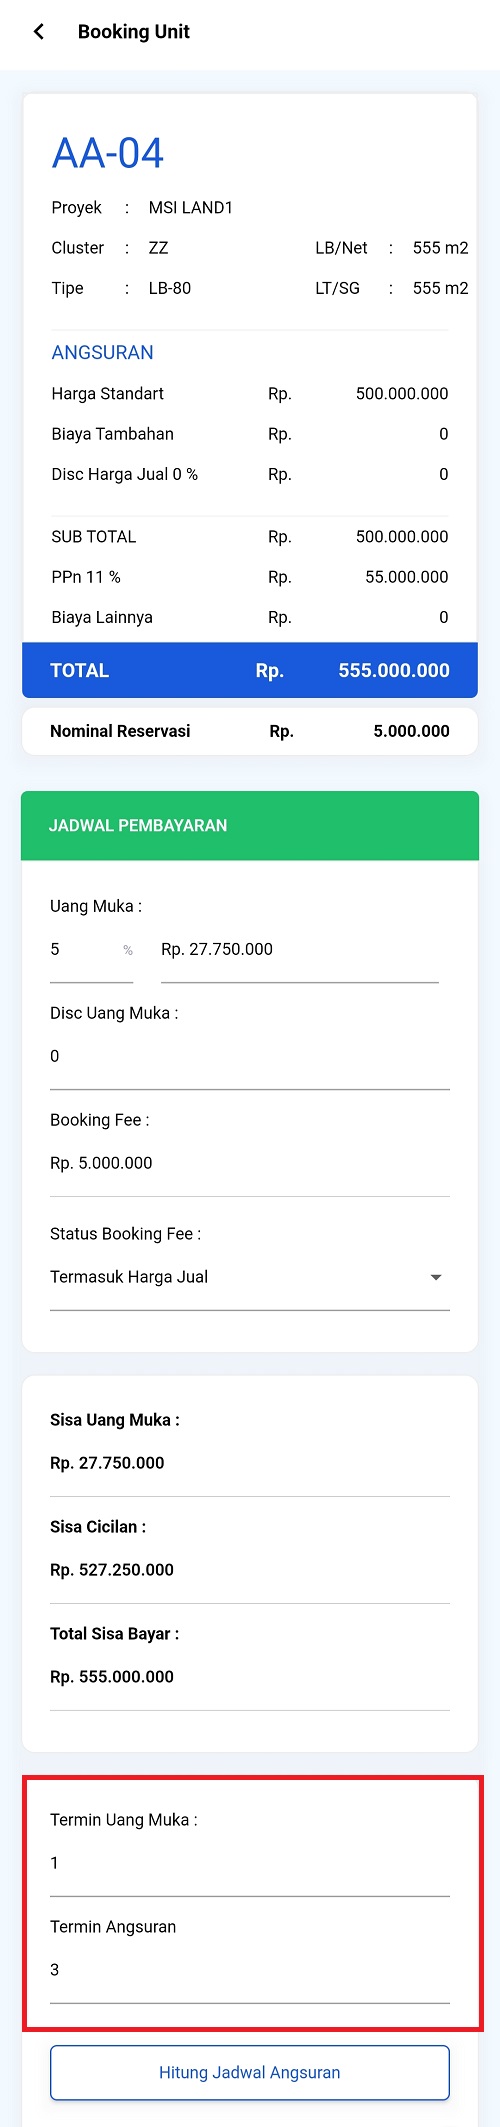 Booking Unit
AA-04
Proyek : MSI LAND1
Cluster : ZZ LB/Net : 555 m2
Tipe : LB-80 LT/SG : 555 m2
ANGSURAN
Harga Standart Rp. 500.000.000
Biaya Tambahan Rp. 0
Disc Harga Jual 0 % Rp. 0
SUB TOTAL Rp. 500.000.000
PPn 11 % Rp. 55.000.000
Biaya Lainnya Rp. 0
TOTAL Rp. 555.000.000
Nominal Reservasi Rp. 5.000.000
JADWAL PEMBAYARAN
Uang Muka :
5 % Rp. 27.750.000
Disc Uang Muka :
0
Booking Fee :
Rp. 5.000.000
Status Booking Fee :
Termasuk Harga Jual
Sisa Uang Muka :
Rp. 27.750.000
Sisa Cicilan :
Rp. 527.250.000
Total Sisa Bayar :
Rp. 555.000.000
Termin Uang Muka :
1
Termin Angsuran
3
Hitung Jadwal Angsuran